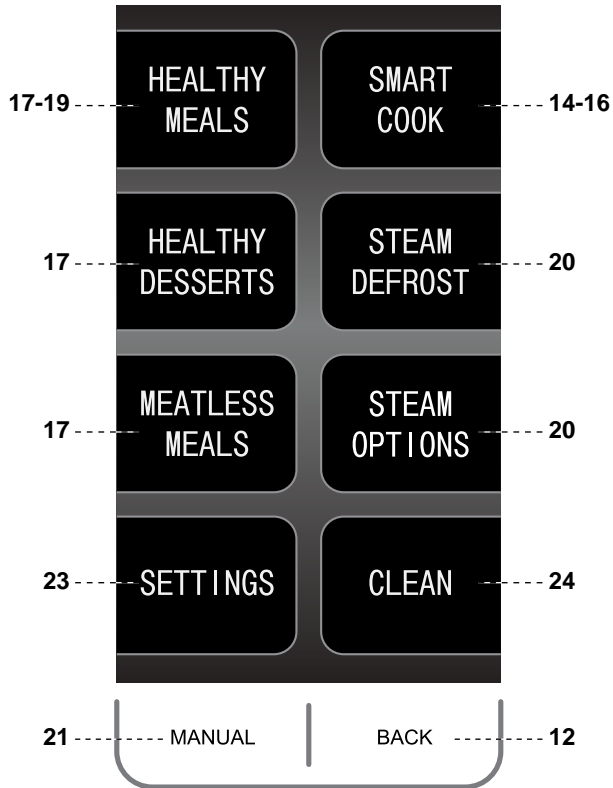 17-19
HEALTHY
MEALS
SMART
COOK
14-16
17
HEALTHY
DESSERTS
STEAM
DEFROST
20
17
MEATLESS
MEALS
STEAM
OPTIONS
20
23
SETTINGS
CLEAN
24
21
MANUAL
BACK
12